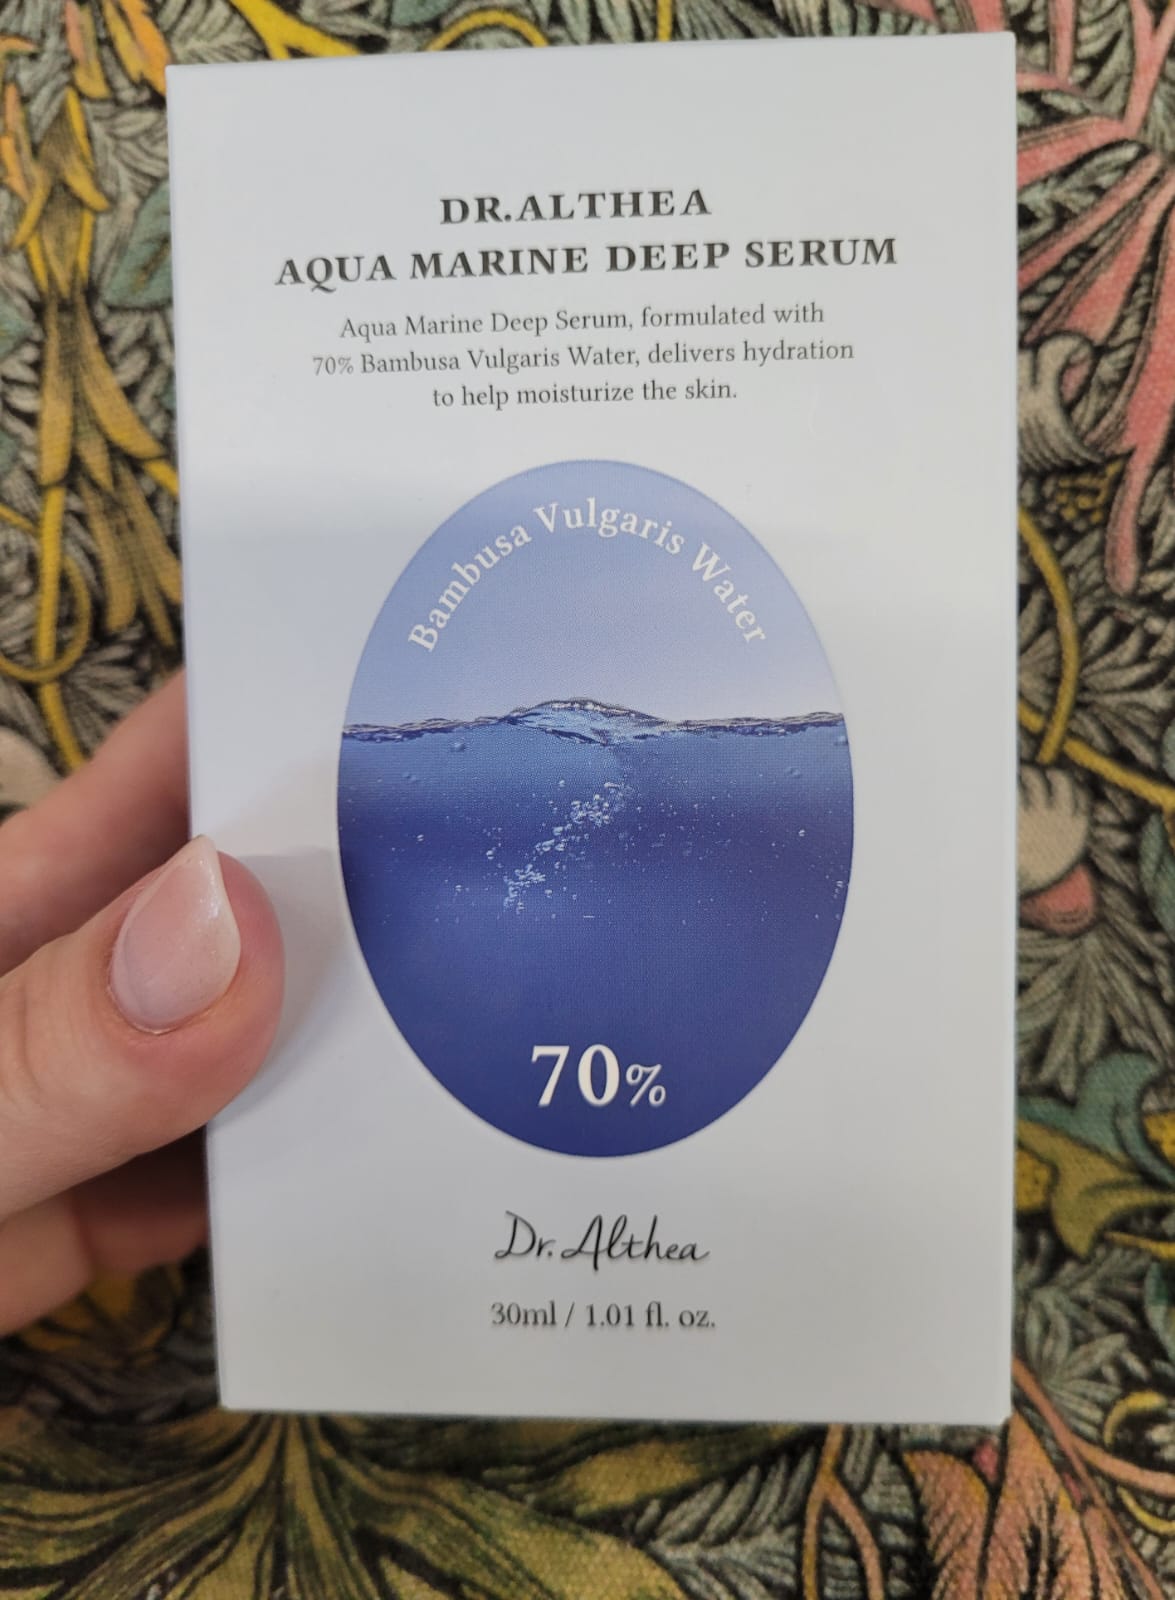 DR.ALTHEA
AQUA MARINE DEEP SERUM
Aqua Marine Deep Serum, formulated with
70% Bambusa Vulgaris Water, delivers hydration
to help moisturize the skin.
Bambusa Vulgaris Water
70%
Dr. Althea
30ml / 1.01 fl. oz.